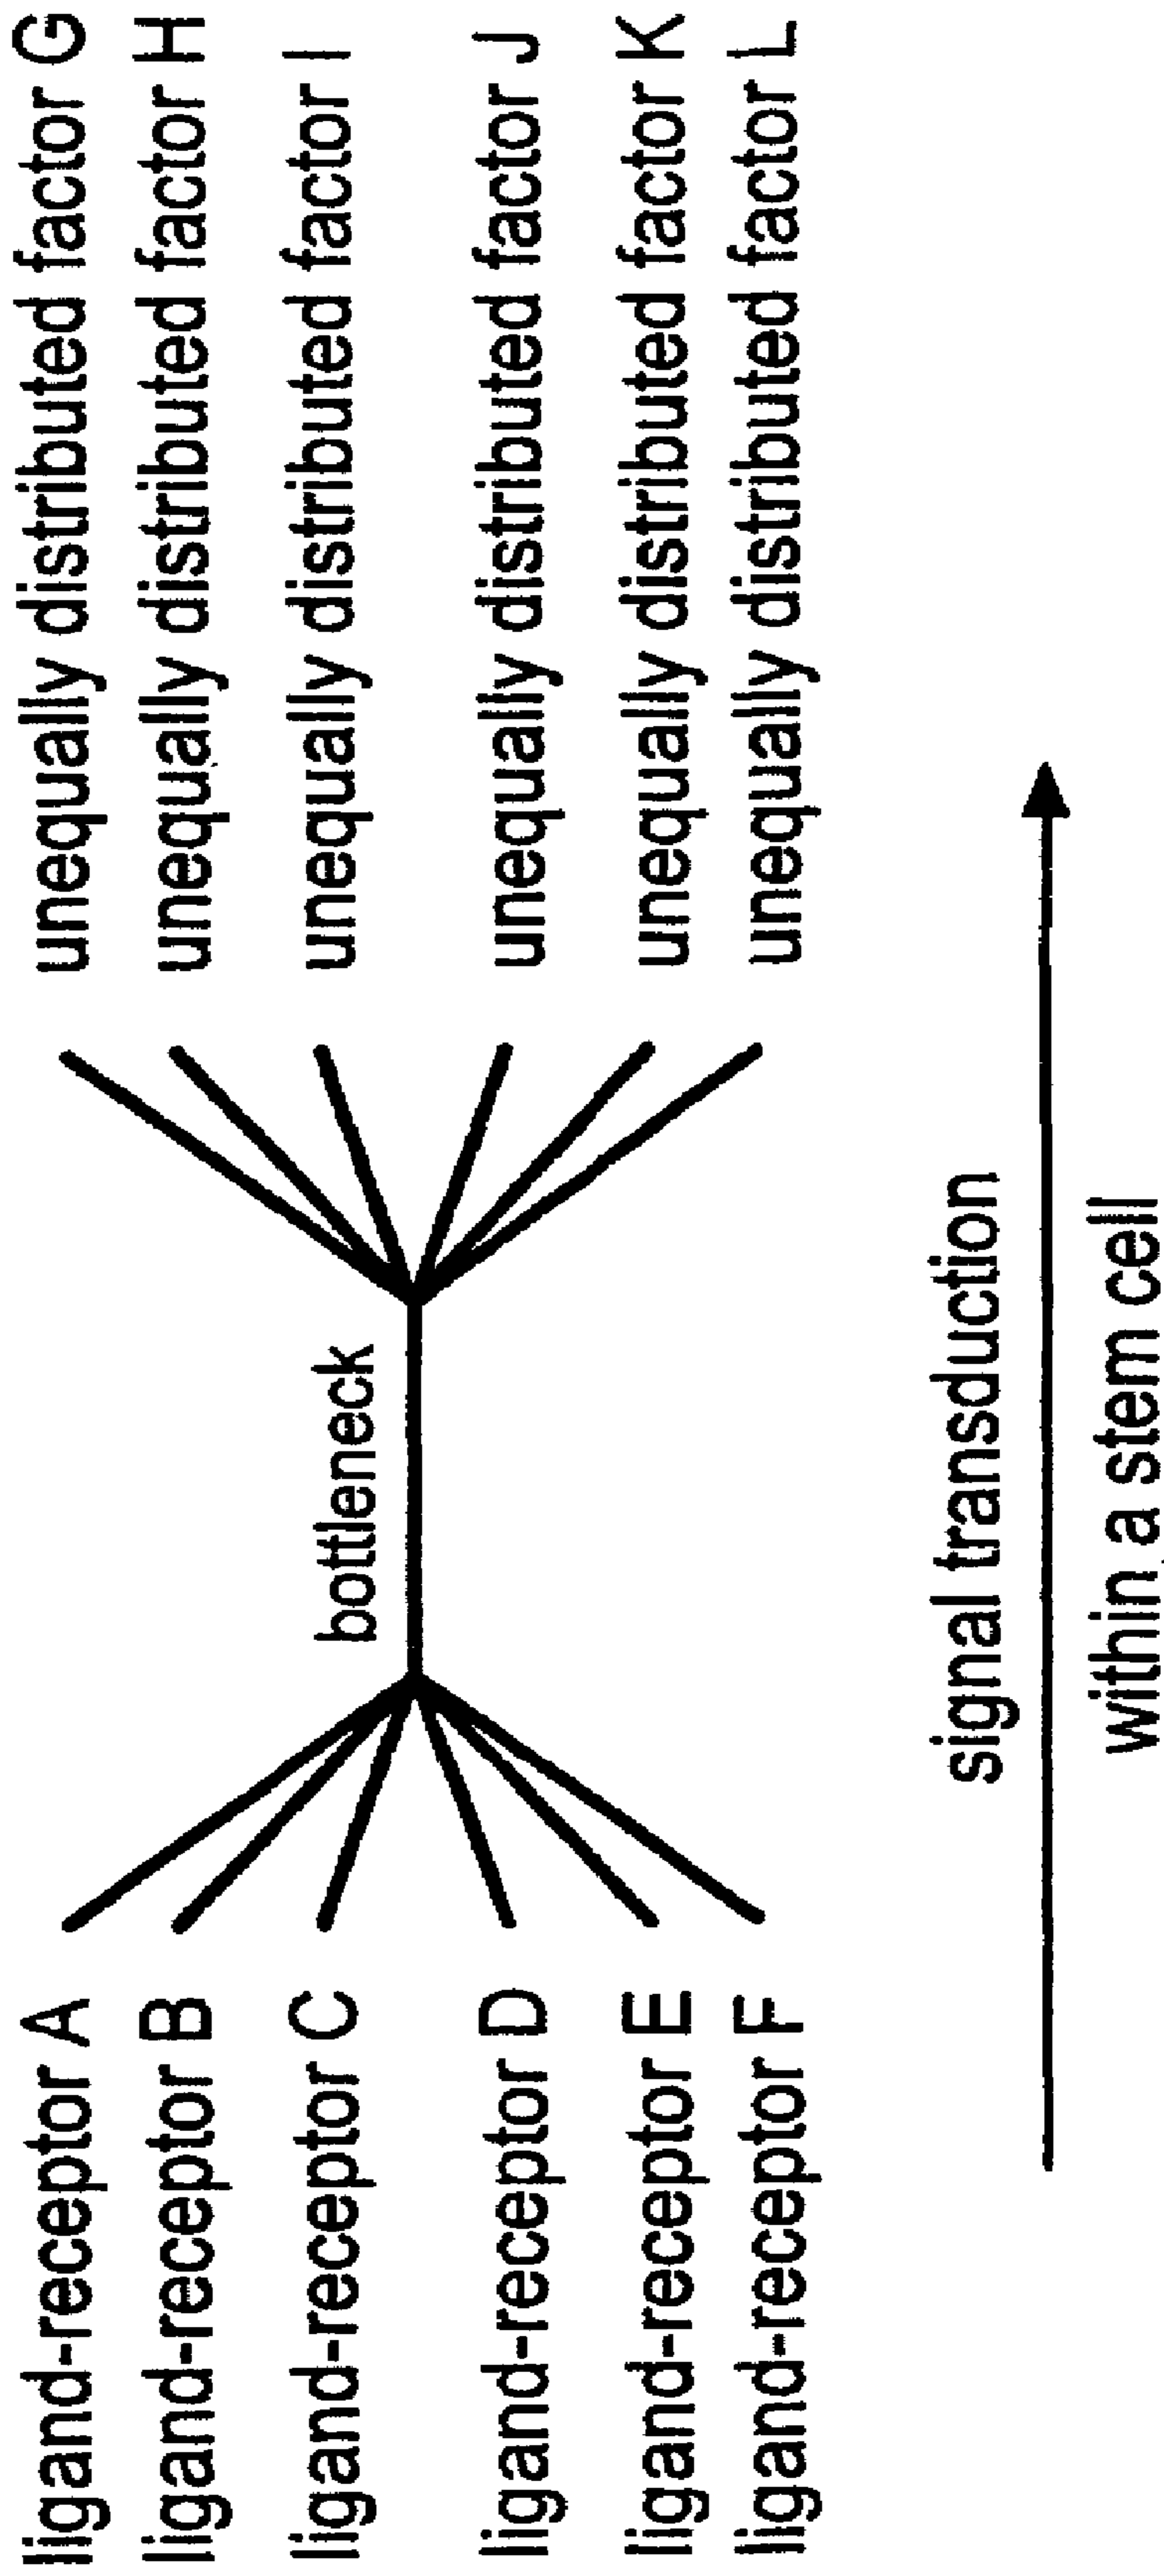 ligand-receptor A
ligand-receptor B
ligand-receptor C
ligand-receptor D
ligand-receptor E
ligand-receptor F
bottleneck
unequally distributed factor G
unequally distributed factor H
unequally distributed factor I
unequally distributed factor J
unequally distributed factor K
unequally distributed factor L
signal transduction
within a stem cell